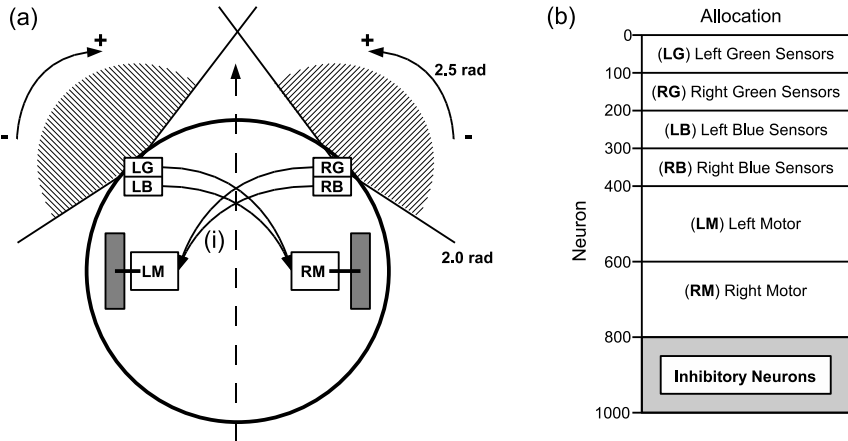 (a)
+
+
2.5 rad
-
-
LG
LB
RG
RB
(i)
LM
RM
2.0 rad
(b)
Allocation
Neuron
0
(LG) Left Green Sensors
100
(RG) Right Green Sensors
200
(LB) Left Blue Sensors
300
(RB) Right Blue Sensors
400
(LM) Left Motor
600
(RM) Right Motor
800
Inhibitory Neurons
1000